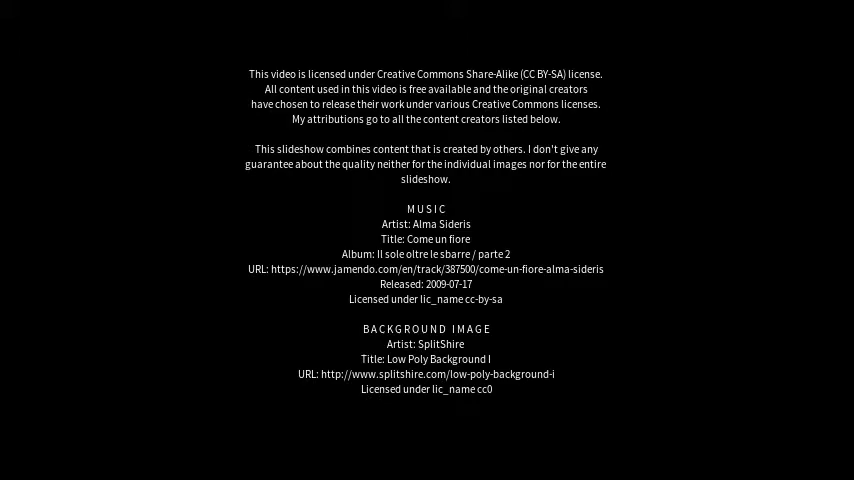 This video is licensed under Creative Commons Share-Alike (CC BY-SA) license.
All content used in this video is free available and the original creators
have chosen to release their work under various Creative Commons licenses.
My attributions go to all the content creators listed below.
This slideshow combines content that is created by others. I don't give any
guarantee about the quality neither for the individual images nor for the entire
slideshow.
MUSIC
Artist: Alma Sideris
Title: Come un fiore
Album: Il sole oltre le sbarre / parte 2
URL: https://www.jamendo.com/en/track/387500/come-un-fiore-alma-sideris
Released: 2009-07-17
Licensed under lic_name cc-by-sa
BACKGROUND IMAGE
Artist: SplitShire
Title: Low Poly Background I
URL: http://www.splitshire.com/low-poly-background-i
Licensed under lic_name cc0